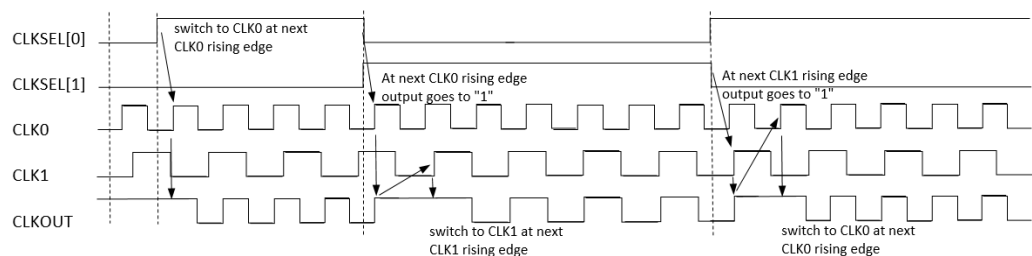 CLKSEL[0]
switch to CLK0 at next
CLK0 rising edge
CLKSEL[1]
At next CLK0 rising edge
output goes to "1"
At next CLK1 rising edge
output goes to "1"
CLK0
CLK1
CLKOUT
switch to CLK1 at next
CLK1 rising edge
switch to CLK0 at next
CLK0 rising edge